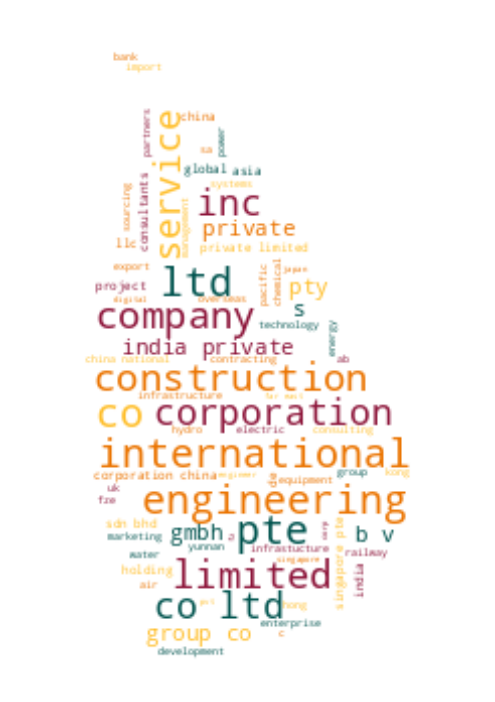 bank
import
partners
service
china
power
sa
global asia
systems
sourcing
consultants
management
inc
private
llc
private limited
export
project
ltd
pacific
chemical
japan
pty
digital
overseas
s
company
technology
energy
india private
china national
contracting
ab
construction
infrastructure
far east
co
corporation
hydro
electric
consulting
international
corporation china
engineer
de
equipment
group
kong
uk
fze
engineering
sdn bhd
marketing
gmbh
a
pte
corp
singapore pte
b v
yunnan
infrastucture
railway
water
singapore
holding
limited
india
air
co ltd
hong
enterprise
group co
c
development